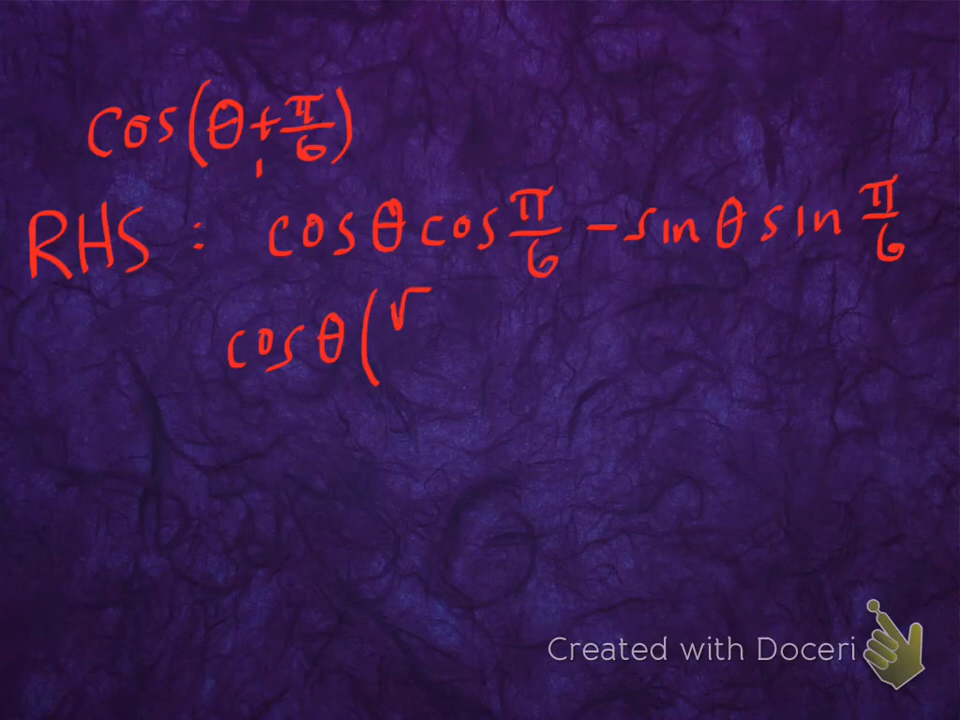 cos(θ+π/6)
RHS : cosθ cos π/6 − sinθ sin π/6
cosθ(√
Created with Doceri